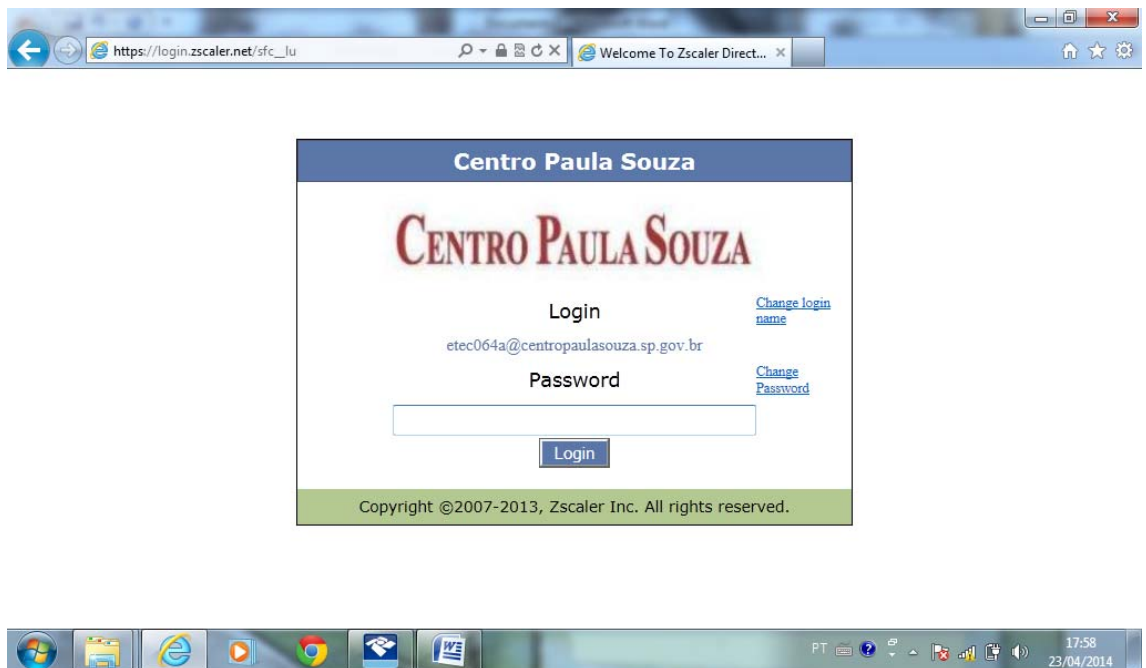 https://login.zscaler.net/sfc__lu
Welcome To Zscaler Direct...
Centro Paula Souza
CENTRO PAULA SOUZA
Login
Change login
name
etec064a@centropaulasouza.sp.gov.br
Password
Change
Password
Login
Copyright ©2007-2013, Zscaler Inc. All rights reserved.
PT
17:58
23/04/2014